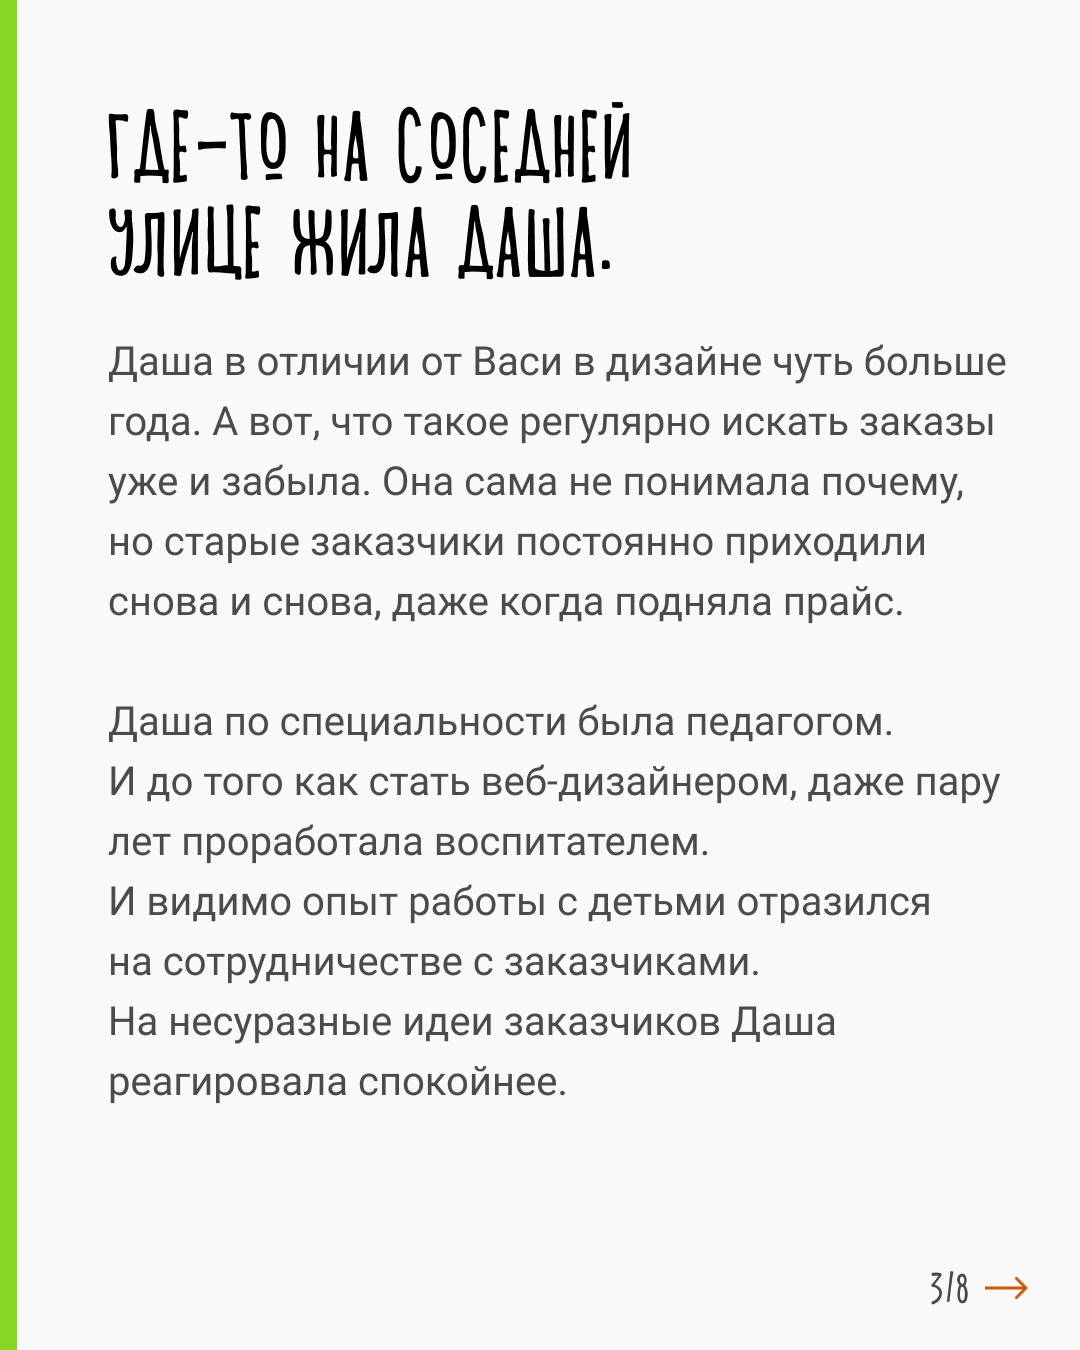 ГДЕ-ТО НА СОСЕДНЕЙ
УЛИЦЕ ЖИЛА ДАША.
Даша в отличии от Васи в дизайне чуть больше
года. А вот, что такое регулярно искать заказы
уже и забыла. Она сама не понимала почему,
но старые заказчики постоянно приходили
снова и снова, даже когда подняла прайс.
Даша по специальности была педагогом.
И до того как стать веб-дизайнером, даже пару
лет проработала воспитателем.
И видимо опыт работы с детьми отразился
на сотрудничестве с заказчиками.
На несуразные идеи заказчиков Даша
реагировала спокойнее.
3/8